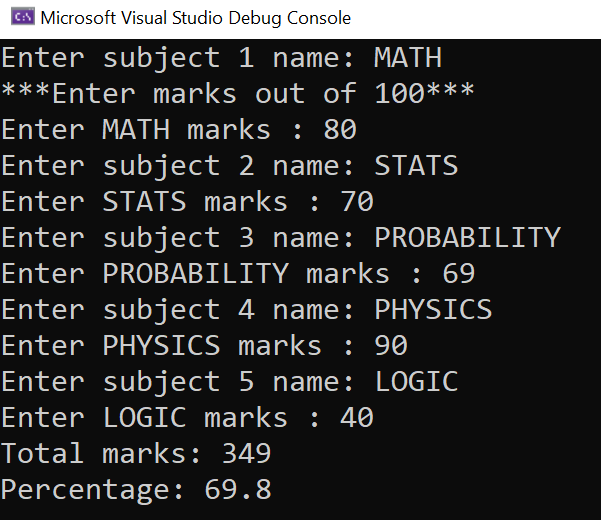 Microsoft Visual Studio Debug Console
Enter subject 1 name: MATH
***Enter marks out of 100***
Enter MATH marks : 80
Enter subject 2 name: STATS
Enter STATS marks : 70
Enter subject 3 name: PROBABILITY
Enter PROBABILITY marks : 69
Enter subject 4 name: PHYSICS
Enter PHYSICS marks : 90
Enter subject 5 name: LOGIC
Enter LOGIC marks : 40
Total marks: 349
Percentage: 69.8